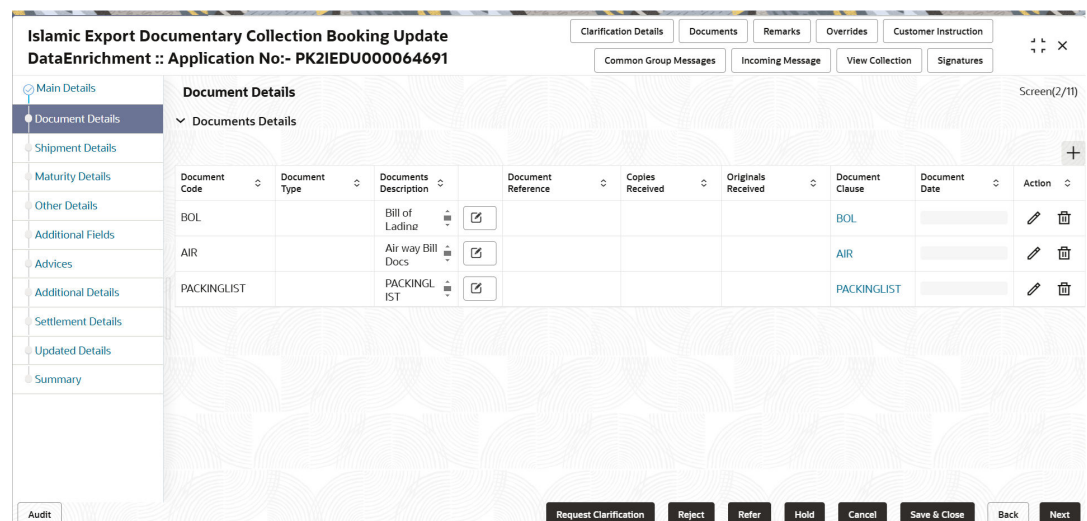 Islamic Export Documentary Collection Booking Update
DataEnrichment :: Application No:- PK2IEDU000064691
Clarification Details
Documents
Remarks
Overrides
Customer Instruction
Common Group Messages
Incoming Message
View Collection
Signatures
Main Details
Document Details
Shipment Details
Maturity Details
Other Details
Additional Fields
Advices
Additional Details
Settlement Details
Updated Details
Summary
Document Details
Screen(2/11)
Documents Details
Document Code
Document Type
Documents Description
Document Reference
Copies Received
Originals Received
Document Clause
Document Date
Action
BOL
Bill of
Lading
BOL
AIR
Air way Bill
Docs
AIR
PACKINGLIST
PACKINGL
IST
PACKINGLIST
Audit
Request Clarification
Reject
Refer
Hold
Cancel
Save & Close
Back
Next